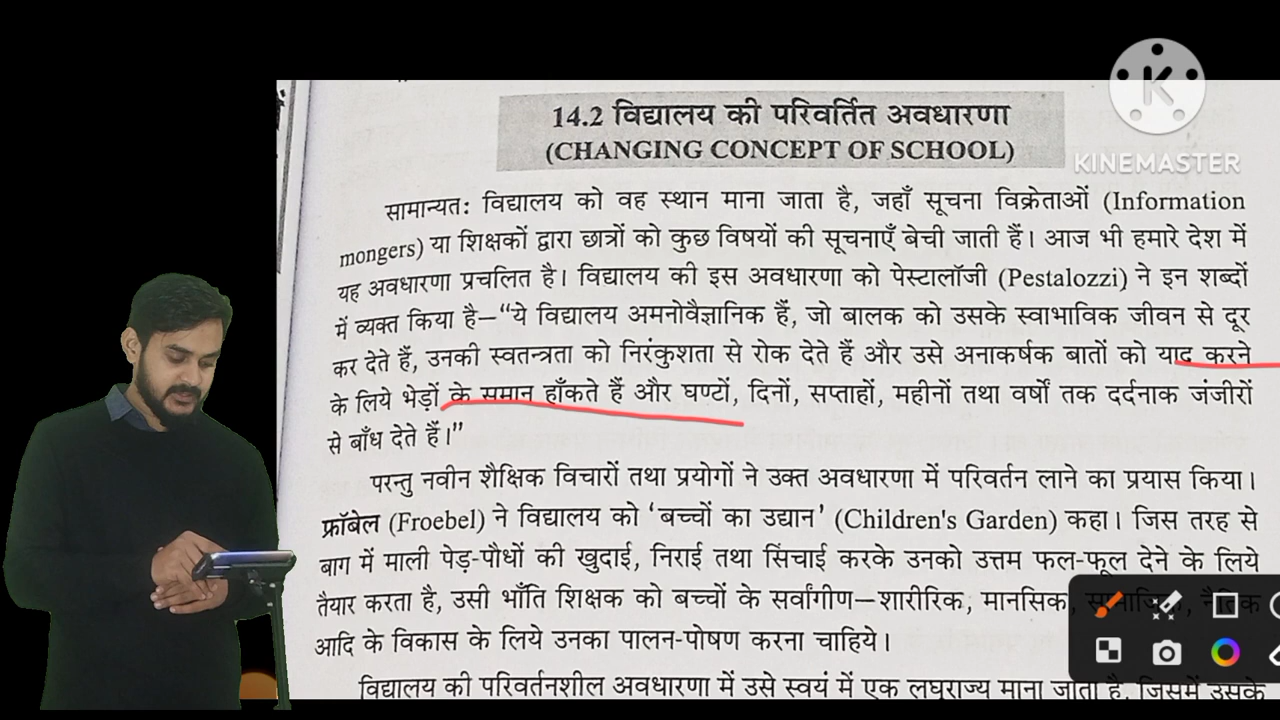 14.2 विद्यालय की परिवर्तित अवधारणा
(CHANGING CONCEPT OF SCHOOL)
KINEMASTER
सामान्यत: विद्यालय को वह स्थान माना जाता है, जहाँ सूचना विक्रेताओं (Information
mongers) या शिक्षकों द्वारा छात्रों को कुछ विषयों की सूचनाएँ बेची जाती हैं। आज भी हमारे देश में
यह अवधारणा प्रचलित है। विद्यालय की इस अवधारणा को पेस्टालॉजी (Pestalozzi) ने इन शब्दों
में व्यक्त किया है—“ये विद्यालय अमनोवैज्ञानिक हैं, जो बालक को उसके स्वाभाविक जीवन से दूर
कर देते हैं, उनकी स्वतन्त्रता को निरंकुशता से रोक देते हैं और उसे अनाकर्षक बातों को याद करने
के लिये भेड़ों के समान हाँकते हैं और घण्टों, दिनों, सप्ताहों, महीनों तथा वर्षों तक दर्दनाक जंजीरों
से बाँध देते हैं।”
परन्तु नवीन शैक्षिक विचारों तथा प्रयोगों ने उक्त अवधारणा में परिवर्तन लाने का प्रयास किया।
फ्रॉबेल (Froebel) ने विद्यालय को ‘बच्चों का उद्यान’ (Children's Garden) कहा। जिस तरह से
बाग में माली पेड़-पौधों की खुदाई, निराई तथा सिंचाई करके उनको उत्तम फल-फूल देने के लिये
तैयार करता है, उसी भाँति शिक्षक को बच्चों के सर्वांगीण—शारीरिक, मानसिक, सामाजिक, नैतिक
आदि के विकास के लिये उनका पालन-पोषण करना चाहिये।
विद्यालय की परिवर्तनशील अवधारणा में उसे स्वयं में एक लघुराज्य माना जाता है, जिसमें उसके